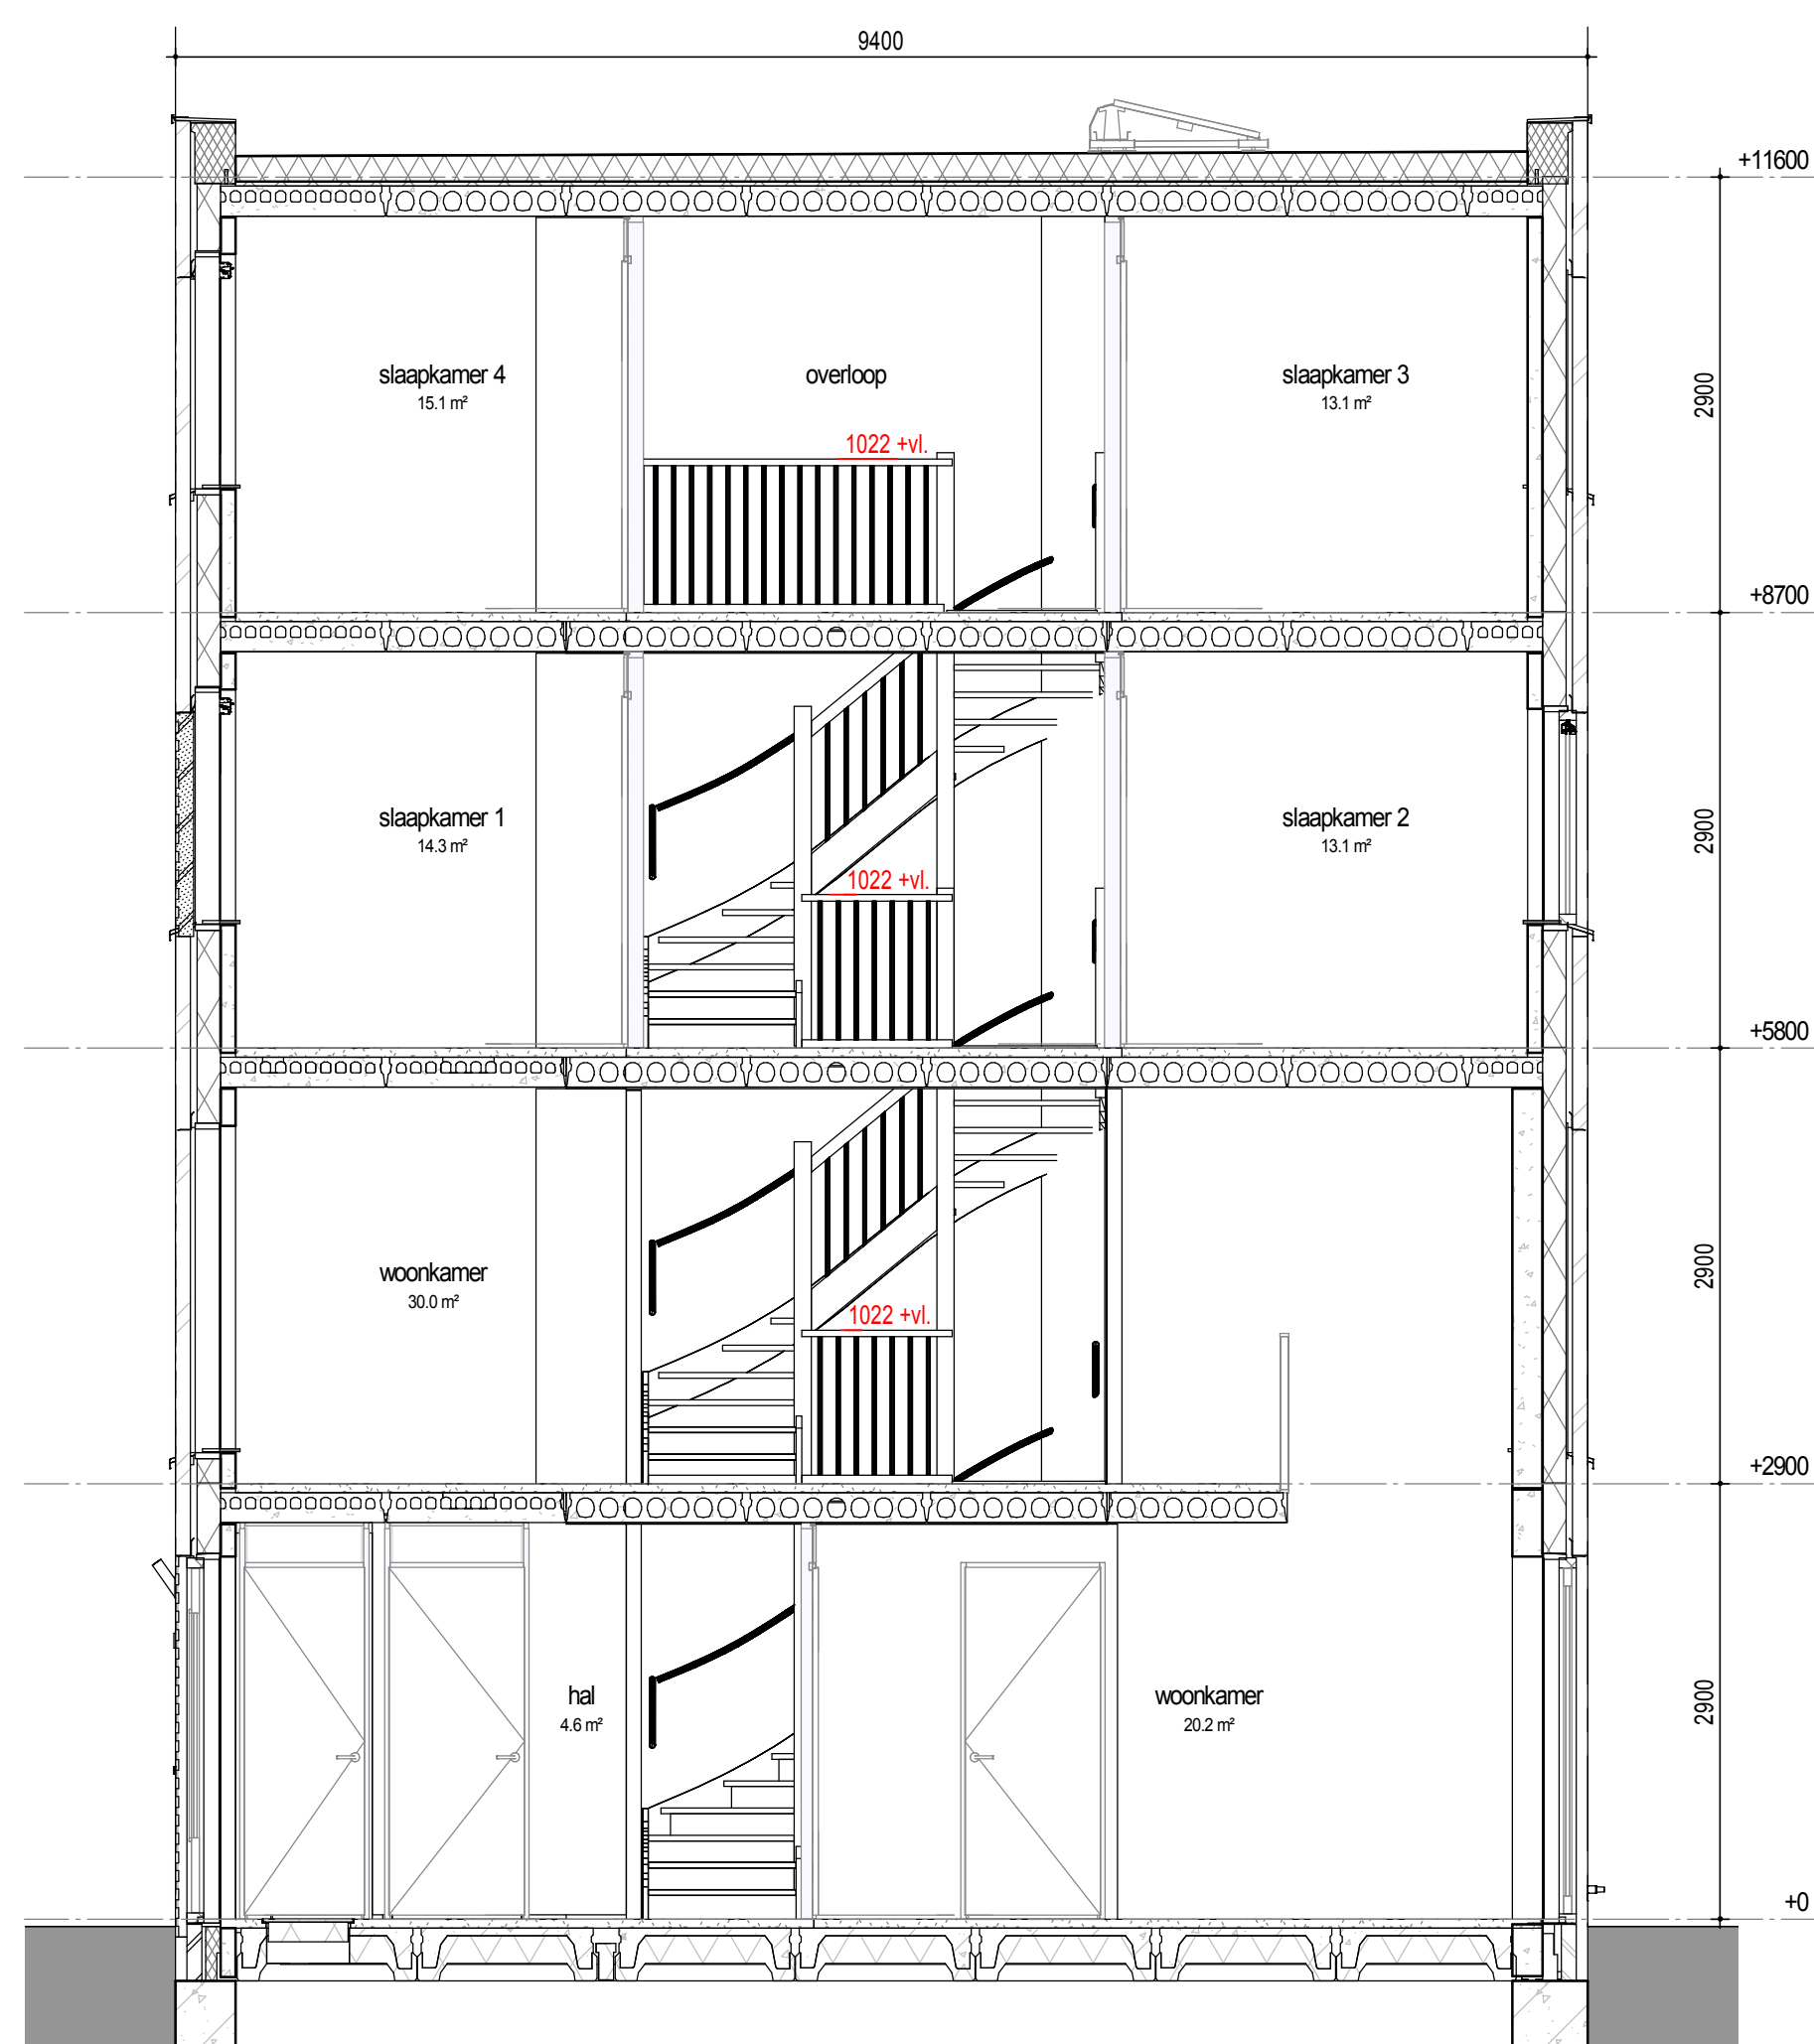 9400
+11600
slaapkamer 4
15.1 m²
overloop
slaapkamer 3
13.1 m²
2900
1022 +vl.
+8700
slaapkamer 1
14.3 m²
slaapkamer 2
13.1 m²
2900
1022 +vl.
+5800
woonkamer
30.0 m²
2900
1022 +vl.
+2900
hal
4.6 m²
woonkamer
20.2 m²
2900
+0